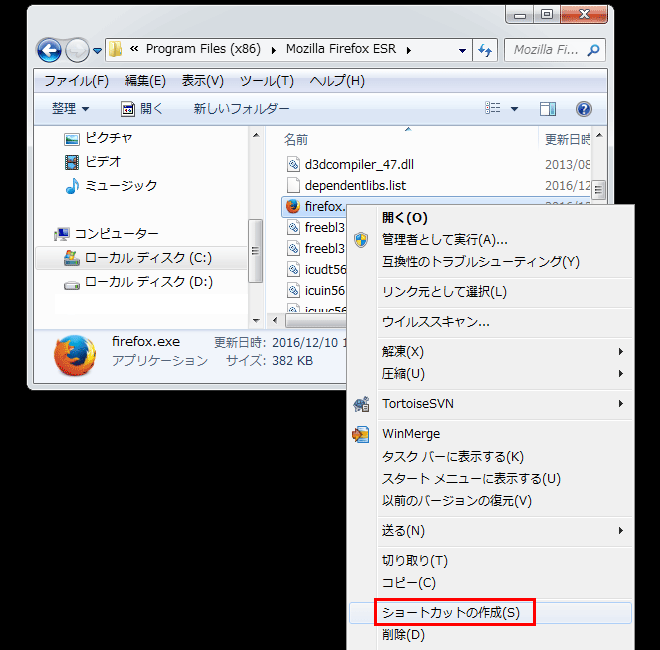 « Program Files (x86) ▸ Mozilla Firefox ESR ▸
Mozilla Fi...
ファイル(F) 編集(E) 表示(V) ツール(T) ヘルプ(H)
整理 開く 新しいフォルダー
ピクチャ
ビデオ
ミュージック
コンピューター
ローカル ディスク (C:)
ローカル ディスク (D:)
名前 更新日時
d3dcompiler_47.dll 2013/08
dependentlibs.list 2016/12
firefox.
freebl3
freebl3
icudt56
icuin56
icuuc56
firefox.exe 更新日時: 2016/12/10 1
アプリケーション サイズ: 382 KB
開く(O)
管理者として実行(A)...
互換性のトラブルシューティング(Y)
リンク元として選択(L)
ウイルススキャン...
解凍(X)
圧縮(U)
TortoiseSVN
WinMerge
タスク バーに表示する(K)
スタート メニューに表示する(U)
以前のバージョンの復元(V)
送る(N)
切り取り(T)
コピー(C)
ショートカットの作成(S)
削除(D)